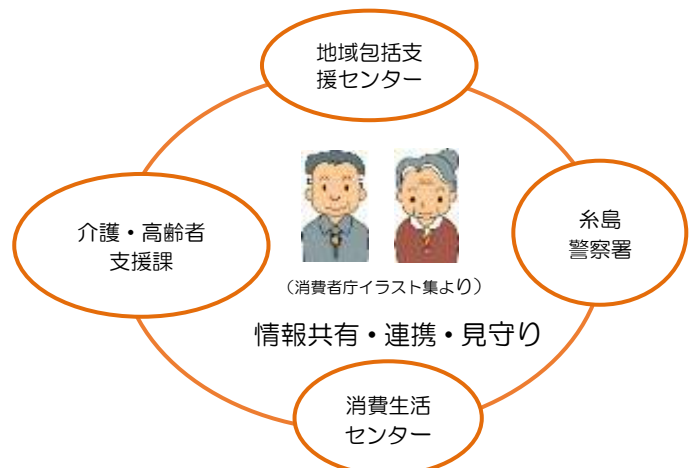 地域包括支
援センター
介護・高齢者
支援課
糸島
警察署
（消費者庁イラスト集より）
情報共有・連携・見守り
消費生活
センター